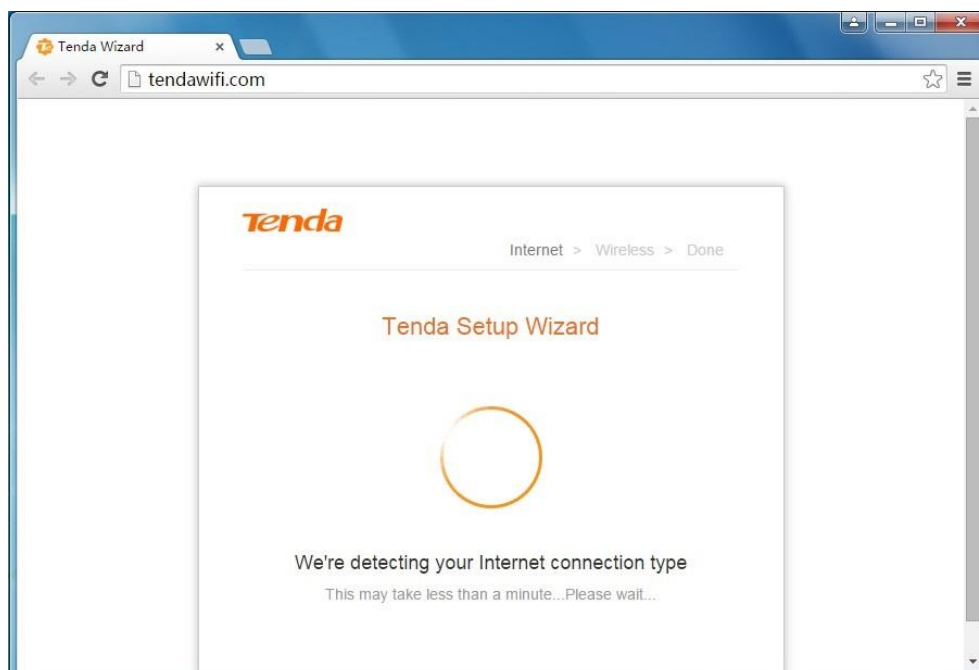 Tenda Wizard
tendawifi.com
Tenda
Internet > Wireless > Done
Tenda Setup Wizard
We're detecting your Internet connection type
This may take less than a minute...Please wait...